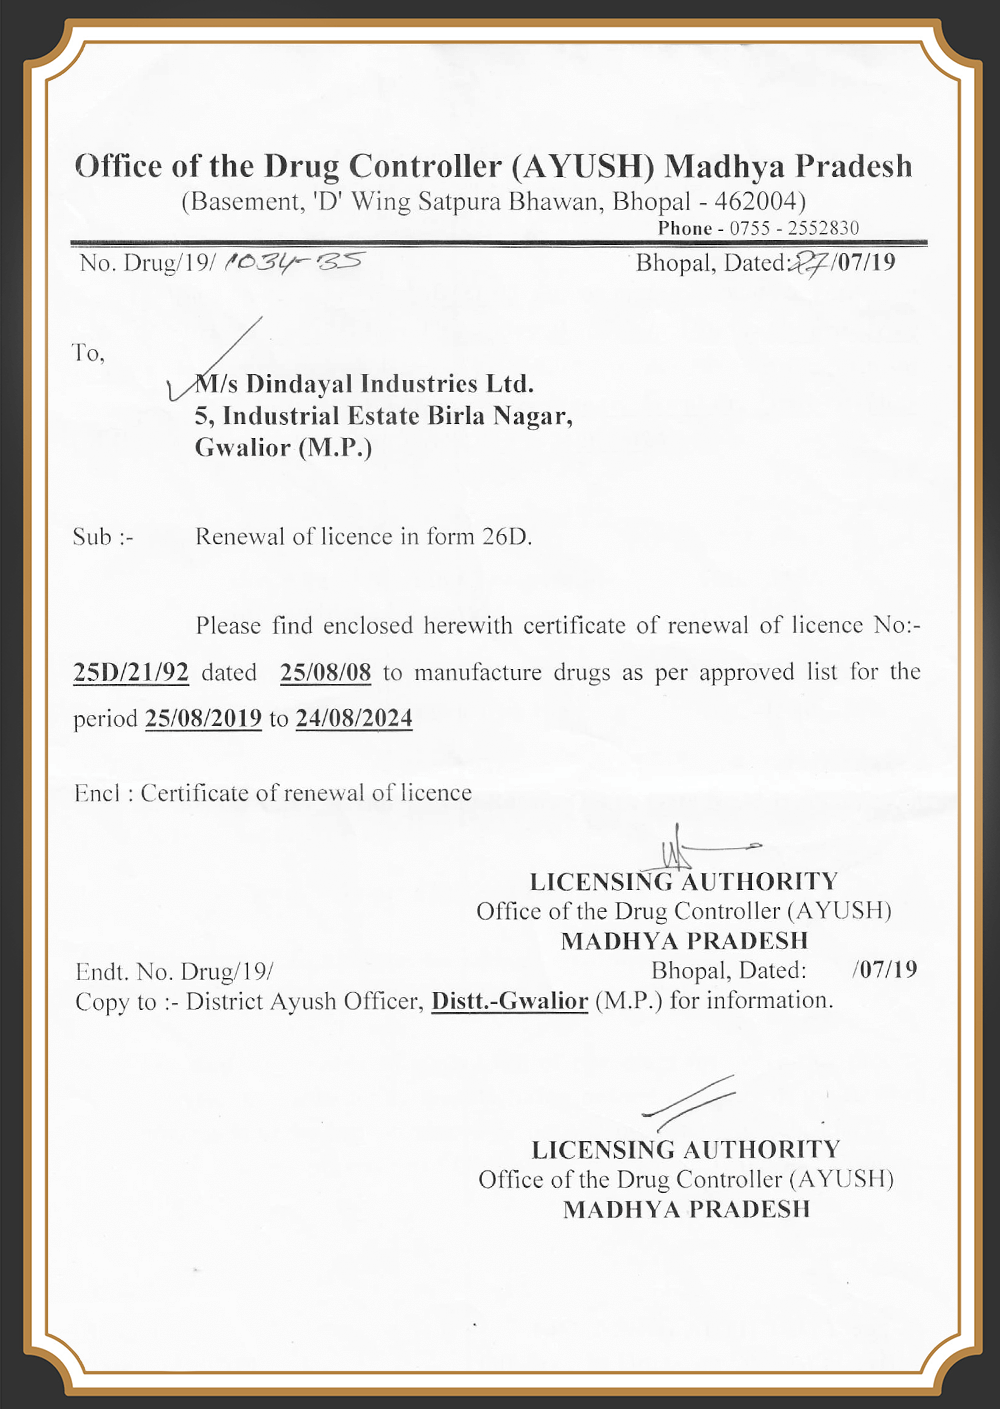 Office of the Drug Controller (AYUSH) Madhya Pradesh
(Basement, 'D' Wing Satpura Bhawan, Bhopal - 462004)
Phone - 0755 - 2552830
No. Drug/19/ 1034-35 Bhopal, Dated:27/07/19
To,
M/s Dindayal Industries Ltd.
5, Industrial Estate Birla Nagar,
Gwalior (M.P.)
Sub :- Renewal of licence in form 26D.
Please find enclosed herewith certificate of renewal of licence No:-
25D/21/92 dated 25/08/08 to manufacture drugs as per approved list for the
period 25/08/2019 to 24/08/2024
Encl : Certificate of renewal of licence
LICENSING AUTHORITY
Office of the Drug Controller (AYUSH)
MADHYA PRADESH
Endt. No. Drug/19/ Bhopal, Dated: /07/19
Copy to :- District Ayush Officer, Distt.-Gwalior (M.P.) for information.
LICENSING AUTHORITY
Office of the Drug Controller (AYUSH)
MADHYA PRADESH